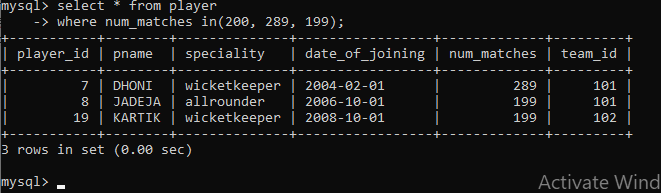 mysql> select * from player
    -> where num_matches in(200, 289, 199);
+-----------+--------+--------------+-----------------+-------------+---------+
| player_id | pname  | speciality   | date_of_joining | num_matches | team_id |
+-----------+--------+--------------+-----------------+-------------+---------+
|         7 | DHONI  | wicketkeeper | 2004-02-01      |         289 |     101 |
|         8 | JADEJA | allrounder   | 2006-10-01      |         199 |     101 |
|        19 | KARTIK | wicketkeeper | 2008-10-01      |         199 |     102 |
+-----------+--------+--------------+-----------------+-------------+---------+
3 rows in set (0.00 sec)

mysql> _
Activate Wind